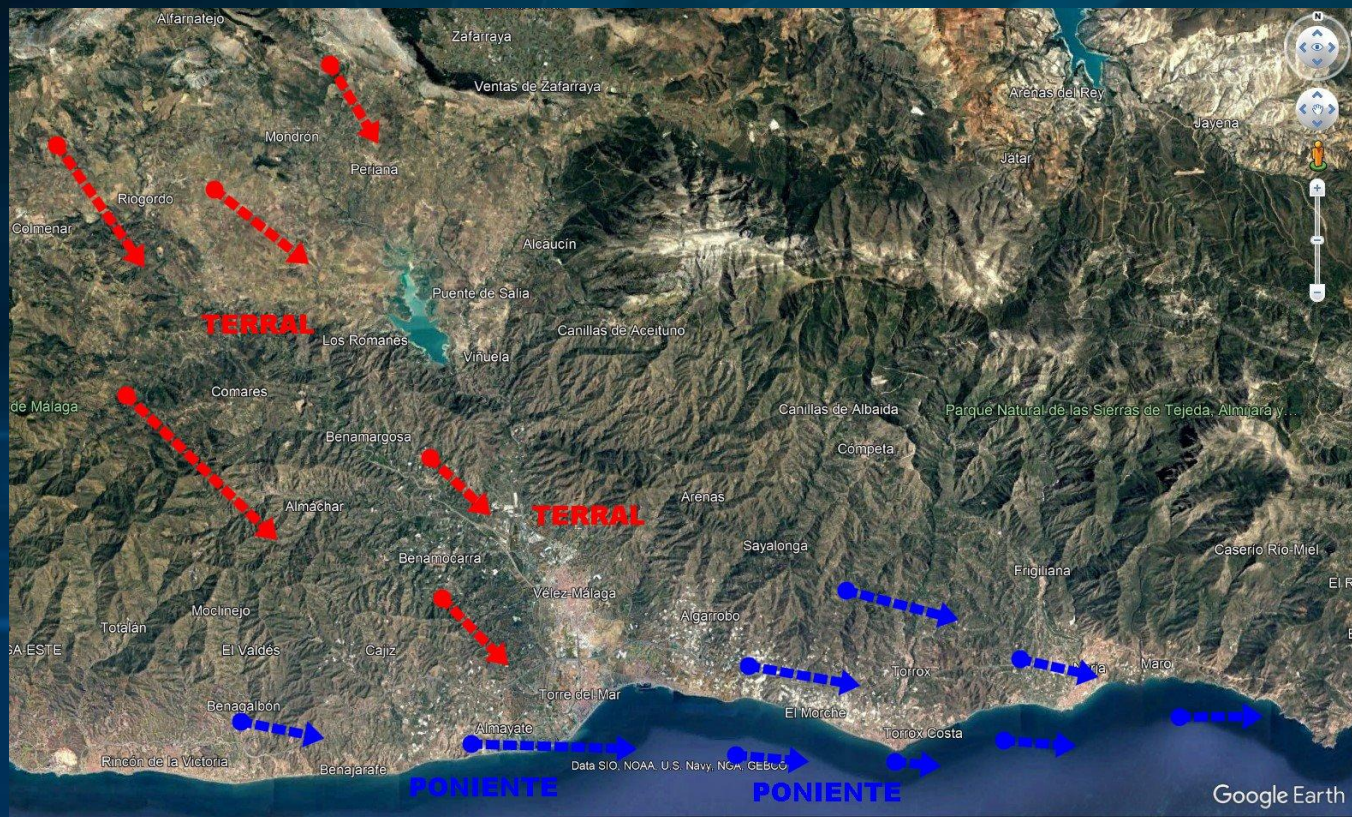 Alfarnatejo
Zafarraya
Ventas de Zafarraya
Arenas del Rey
Jayena
Mondrón
Periana
Jatar
Riogordo
Colmenar
Alcaucín
Puente de Salia
TERRAL
Los Romanes
Canillas de Aceituno
Viñuela
Comares
de Málaga
Canillas de Albaida
Parque Natural de las Sierras de Tejeda, Almijara y...
Benamargosa
Competa
Arenas
Almáchar
TERRAL
Sayalonga
Caserio Río-Miel
Benamocarra
Frigiliana
El R
Vélez-Málaga
Moclinejo
Algarrobo
Totalán
GA-ESTE
El Valdés
Cajiz
Torrox
Nerja
Maro
Torre del Mar
Benagalbón
El Morche
Almayate
Torrox Costa
Rincón de la Victoria
Benajarafe
Data SIO, NOAA, U.S. Navy, NGA, GEBCO
PONIENTE
PONIENTE
Google Earth
N